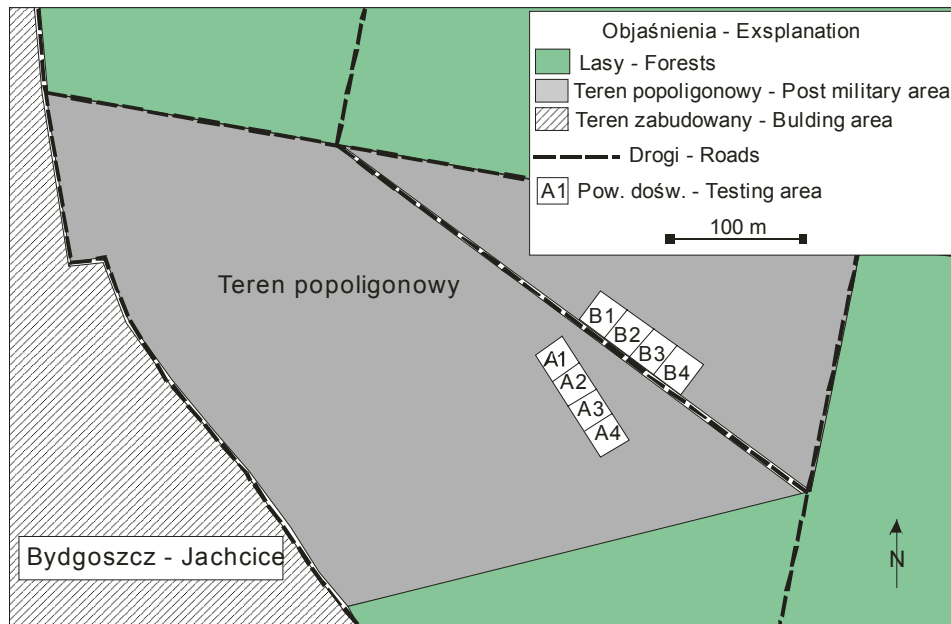 Objaśnienia - Exsplanation
Lasy - Forests
Teren popoligonowy - Post military area
Teren zabudowany - Bulding area
Drogi - Roads
A1 Pow. dośw. - Testing area
100 m
Teren popoligonowy
B1
B2
B3
B4
A1
A2
A3
A4
Bydgoszcz - Jachcice
N